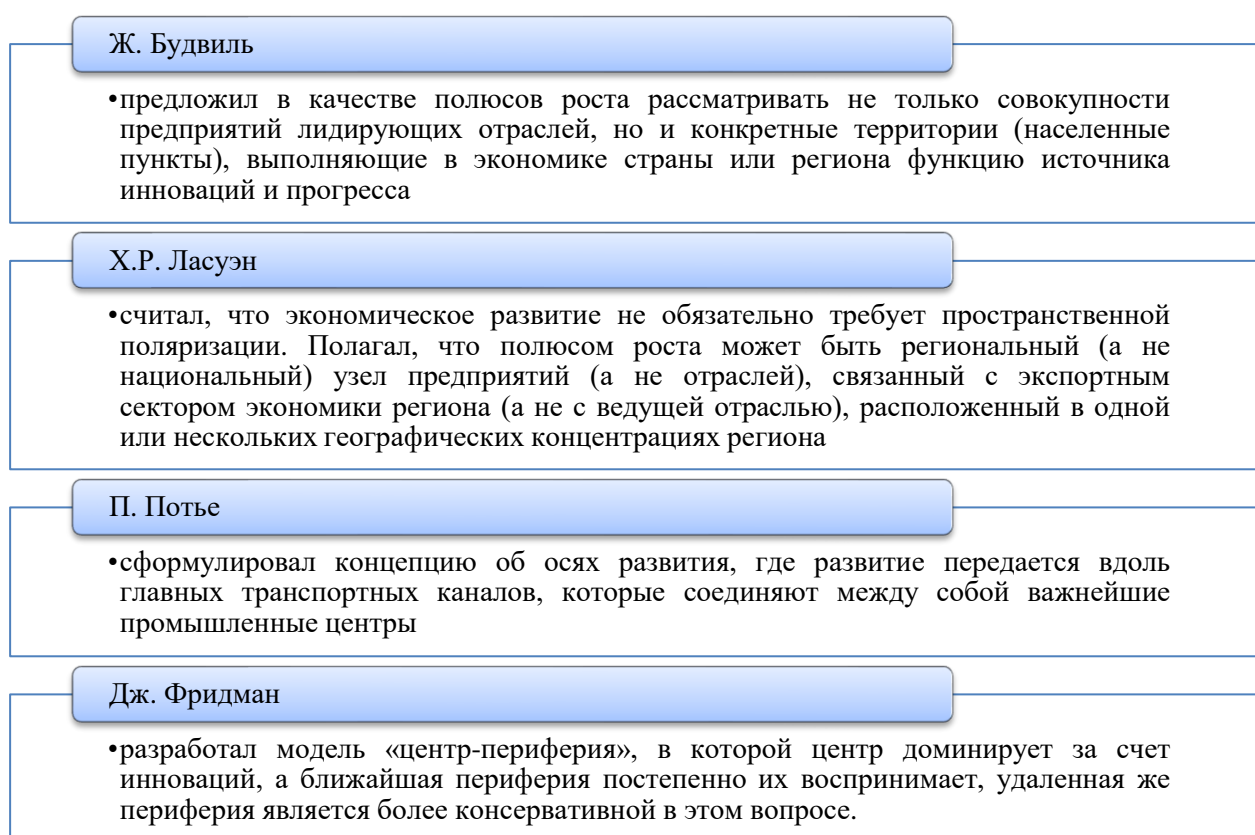 Ж. Будвиль
•предложил в качестве полюсов роста рассматривать не только совокупности
предприятий лидирующих отраслей, но и конкретные территории (населенные
пункты), выполняющие в экономике страны или региона функцию источника
инноваций и прогресса
Х.Р. Ласуэн
•считал, что экономическое развитие не обязательно требует пространственной
поляризации. Полагал, что полюсом роста может быть региональный (а не
национальный) узел предприятий (а не отраслей), связанный с экспортным
сектором экономики региона (а не с ведущей отраслью), расположенный в одной
или нескольких географических концентрациях региона
П. Потье
•сформулировал концепцию об осях развития, где развитие передается вдоль
главных транспортных каналов, которые соединяют между собой важнейшие
промышленные центры
Дж. Фридман
•разработал модель «центр-периферия», в которой центр доминирует за счет
инноваций, а ближайшая периферия постепенно их воспринимает, удаленная же
периферия является более консервативной в этом вопросе.